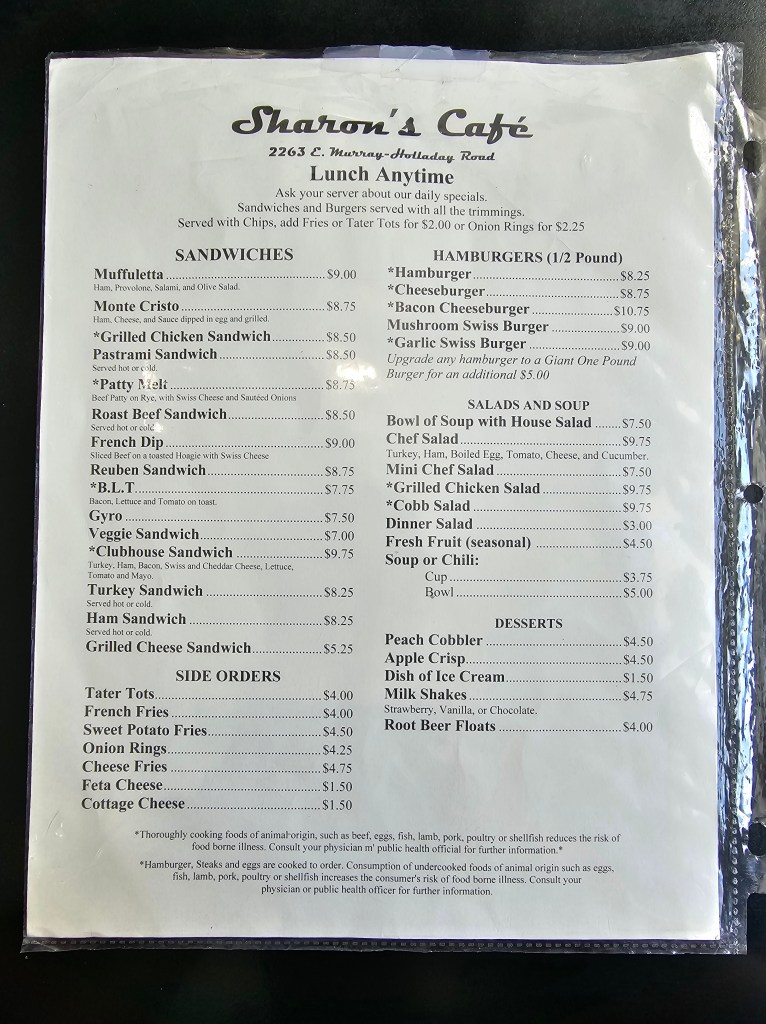 Sharon's Café
2263 E. Murray-Holladay Road
Lunch Anytime
Ask your server about our daily specials.
Sandwiches and Burgers served with all the trimmings.
Served with Chips, add Fries or Tater Tots for $2.00 or Onion Rings for $2.25
SANDWICHES
Muffuletta........$9.00
Ham, Provolone, Salami, and Olive Salad.
Monte Cristo........$8.75
Ham, Cheese, and Sauce dipped in egg and grilled.
*Grilled Chicken Sandwich........$8.50
Pastrami Sandwich........$8.50
Served hot or cold.
*Patty Melt........$8.75
Beef Patty on Rye, with Swiss Cheese and Sautéed Onions
Roast Beef Sandwich........$8.50
Served hot or cold.
French Dip........$9.00
Sliced Beef on a toasted Hoagie with Swiss Cheese
Reuben Sandwich........$8.75
*B.L.T........$7.75
Bacon, Lettuce and Tomato on toast.
Gyro........$7.50
Veggie Sandwich........$7.00
*Clubhouse Sandwich........$9.75
Turkey, Ham, Bacon, Swiss and Cheddar Cheese, Lettuce,
Tomato and Mayo.
Turkey Sandwich........$8.25
Served hot or cold.
Ham Sandwich........$8.25
Served hot or cold.
Grilled Cheese Sandwich........$5.25
SIDE ORDERS
Tater Tots........$4.00
French Fries........$4.00
Sweet Potato Fries........$4.50
Onion Rings........$4.25
Cheese Fries........$4.75
Feta Cheese........$1.50
Cottage Cheese........$1.50
HAMBURGERS (1/2 Pound)
*Hamburger........$8.25
*Cheeseburger........$8.75
*Bacon Cheeseburger........$10.75
Mushroom Swiss Burger........$9.00
*Garlic Swiss Burger........$9.00
Upgrade any hamburger to a Giant One Pound
Burger for an additional $5.00
SALADS AND SOUP
Bowl of Soup with House Salad.......$7.50
Chef Salad........$9.75
Turkey, Ham, Boiled Egg, Tomato, Cheese, and Cucumber.
Mini Chef Salad........$7.50
*Grilled Chicken Salad........$9.75
*Cobb Salad........$9.75
Dinner Salad........$3.00
Fresh Fruit (seasonal)........$4.50
Soup or Chili:
Cup........$3.75
Bowl........$5.00
DESSERTS
Peach Cobbler........$4.50
Apple Crisp........$4.50
Dish of Ice Cream........$1.50
Milk Shakes........$4.75
Strawberry, Vanilla, or Chocolate.
Root Beer Floats........$4.00
*Thoroughly cooking foods of animal origin, such as beef, eggs, fish, lamb, pork, poultry or shellfish reduces the risk of
food borne illness. Consult your physician m' public health official for further information.*
*Hamburger, Steaks and eggs are cooked to order. Consumption of undercooked foods of animal origin such as eggs,
fish, lamb, pork, poultry or shellfish increases the consumer's risk of food borne illness. Consult your
physician or public health officer for further information.